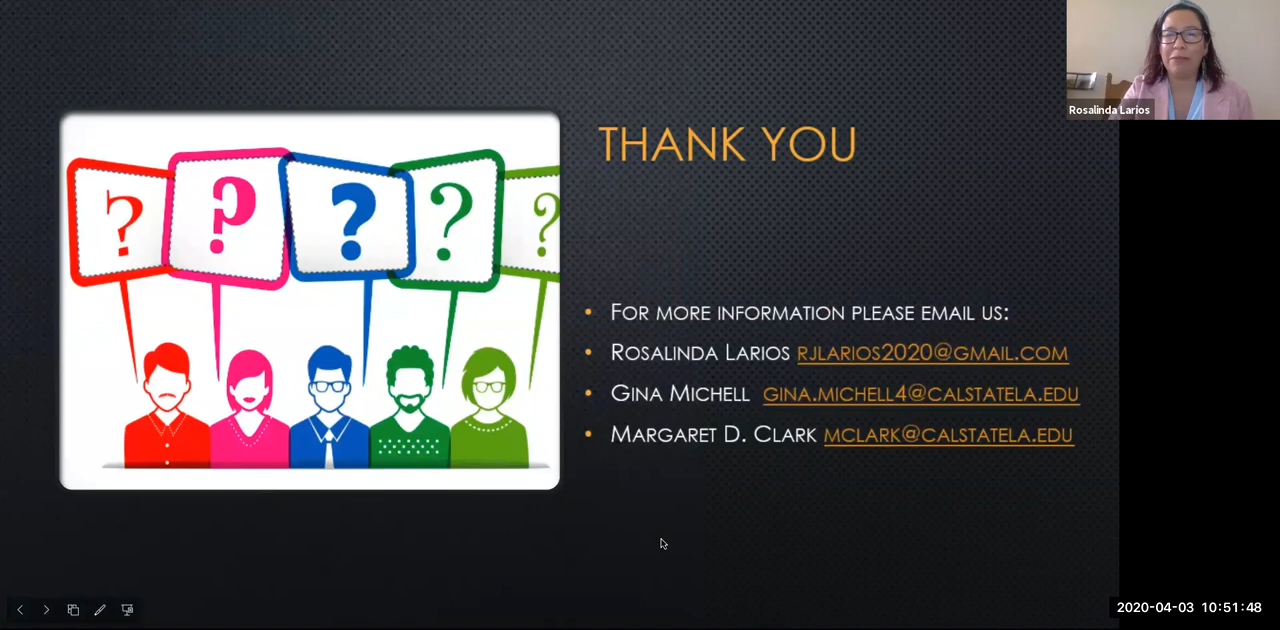 Rosalinda Larios
THANK YOU
? ? ? ? ?
• FOR MORE INFORMATION PLEASE EMAIL US:
• ROSALINDA LARIOS RJLARIOS2020@GMAIL.COM
• GINA MICHELL GINA.MICHELL4@CALSTATELA.EDU
• MARGARET D. CLARK MCLARK@CALSTATELA.EDU
2020-04-03 10:51:48